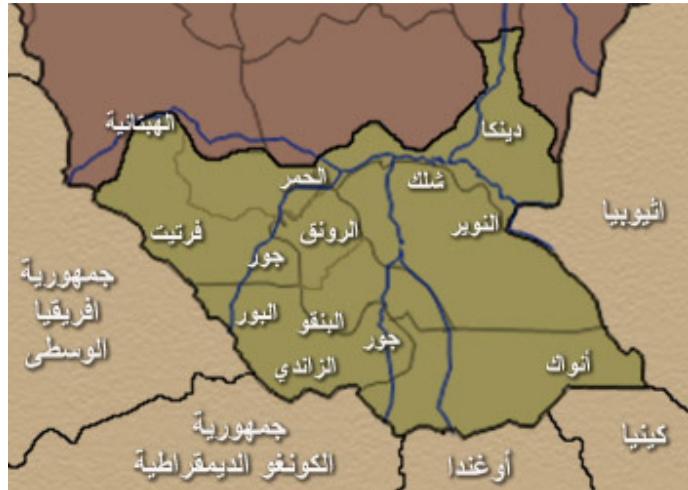 الهبتانية
دينكا
الحمر
شلك
اثيوبيا
النوير
الرونق
فرتيت
جور
جمهورية
افريقيا
الوسطى
البور
البنقو
جور
الزاندي
أنواك
جمهورية
الكونغو الديمقراطية
أوغندا
كينيا